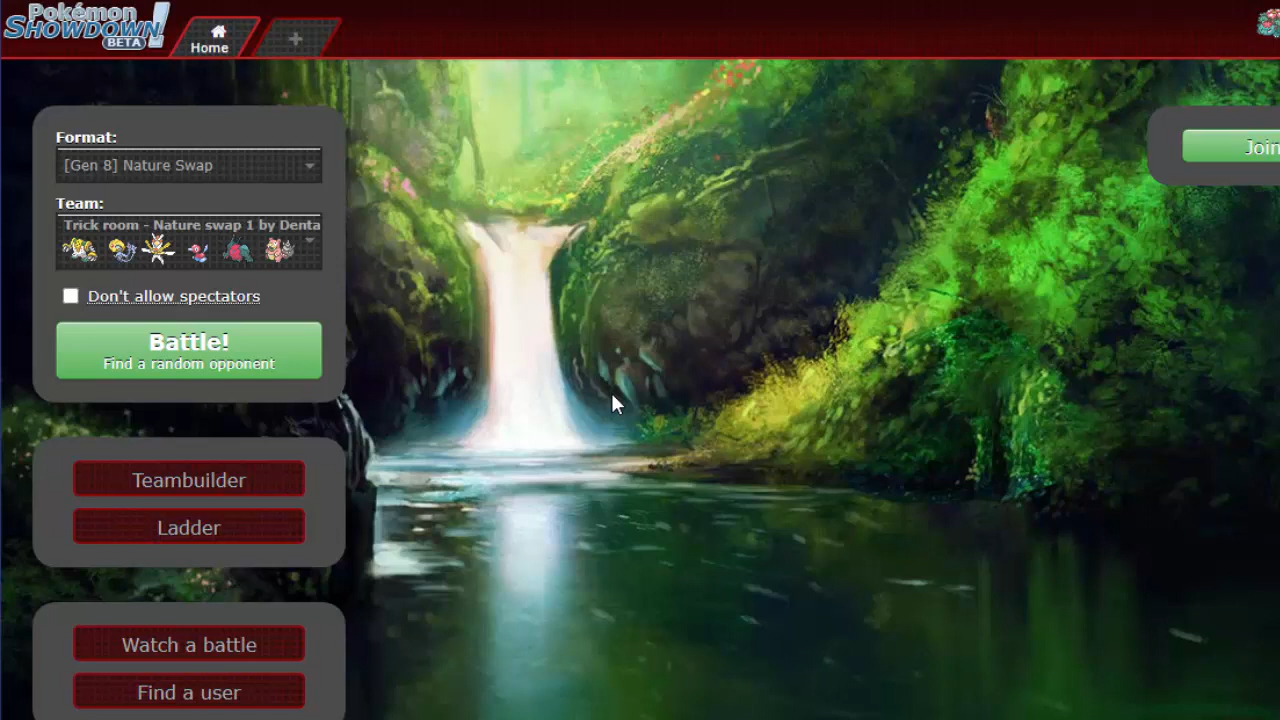 Pokémon
SHOWDOWN!
BETA
Home
+
Format:
[Gen 8] Nature Swap
Team:
Trick room - Nature swap 1 by Denta
Don't allow spectators
Battle!
Find a random opponent
Teambuilder
Ladder
Watch a battle
Find a user
Join